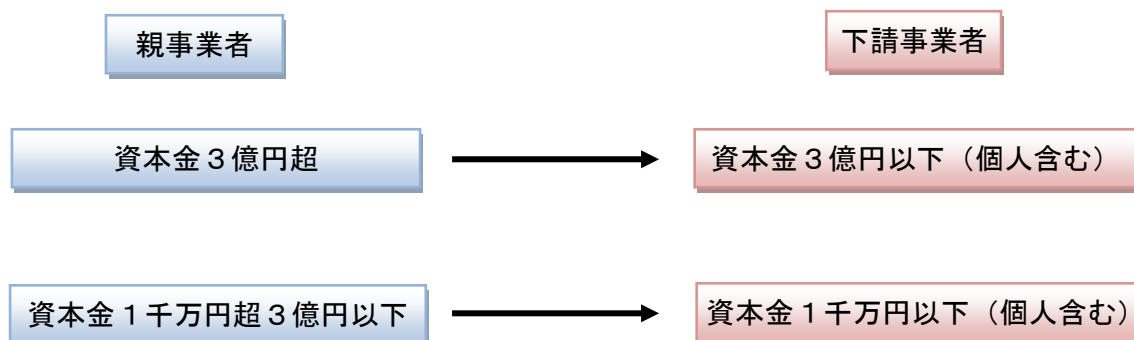 親事業者
下請事業者
資本金３億円超
資本金３億円以下（個人含む）
資本金１千万円超３億円以下
資本金１千万円以下（個人含む）